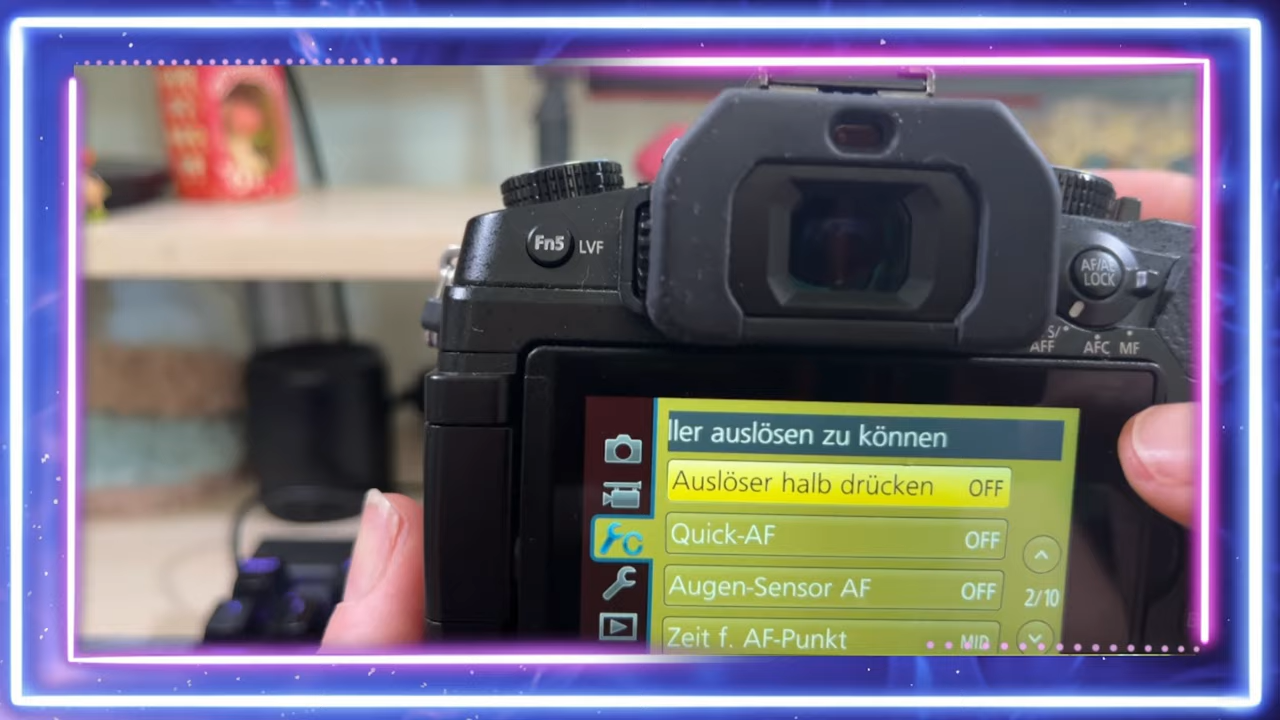 Fn5 LVF
AF/AE
LOCK
S/
AFF AFC MF
ller auslösen zu können
Auslöser halb drücken OFF
Quick-AF OFF
Augen-Sensor AF OFF
2/10
Zeit f. AF-Punkt MID